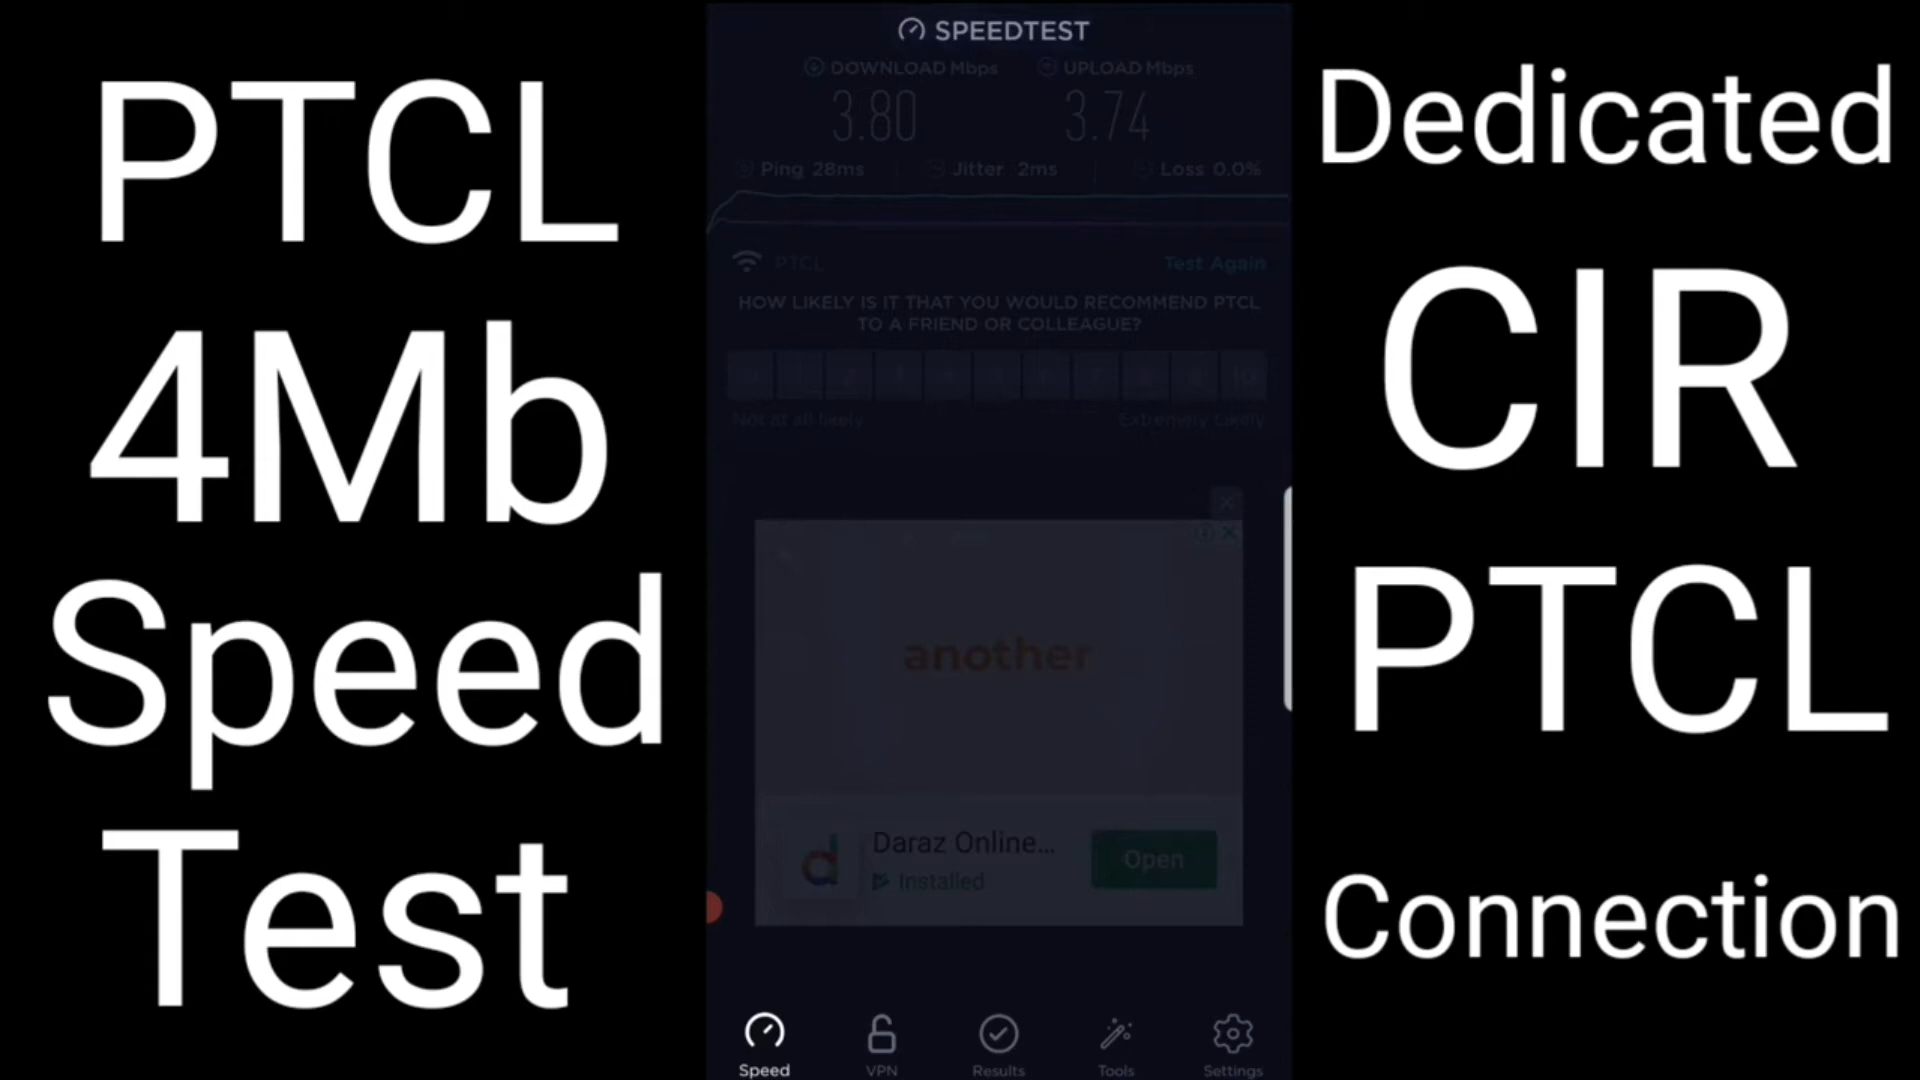 PTCL
4Mb
Speed
Test
SPEEDTEST
DOWNLOAD Mbps UPLOAD Mbps
3.80 3.74
Ping 28ms Jitter 2ms Loss 0.0%
PTCL Test Again
HOW LIKELY IS IT THAT YOU WOULD RECOMMEND PTCL
TO A FRIEND OR COLLEAGUE?
Not at all likely Extremely Likely
another
Daraz Online...
Installed
Open
Speed VPN Results Tools Settings
Dedicated
CIR
PTCL
Connection